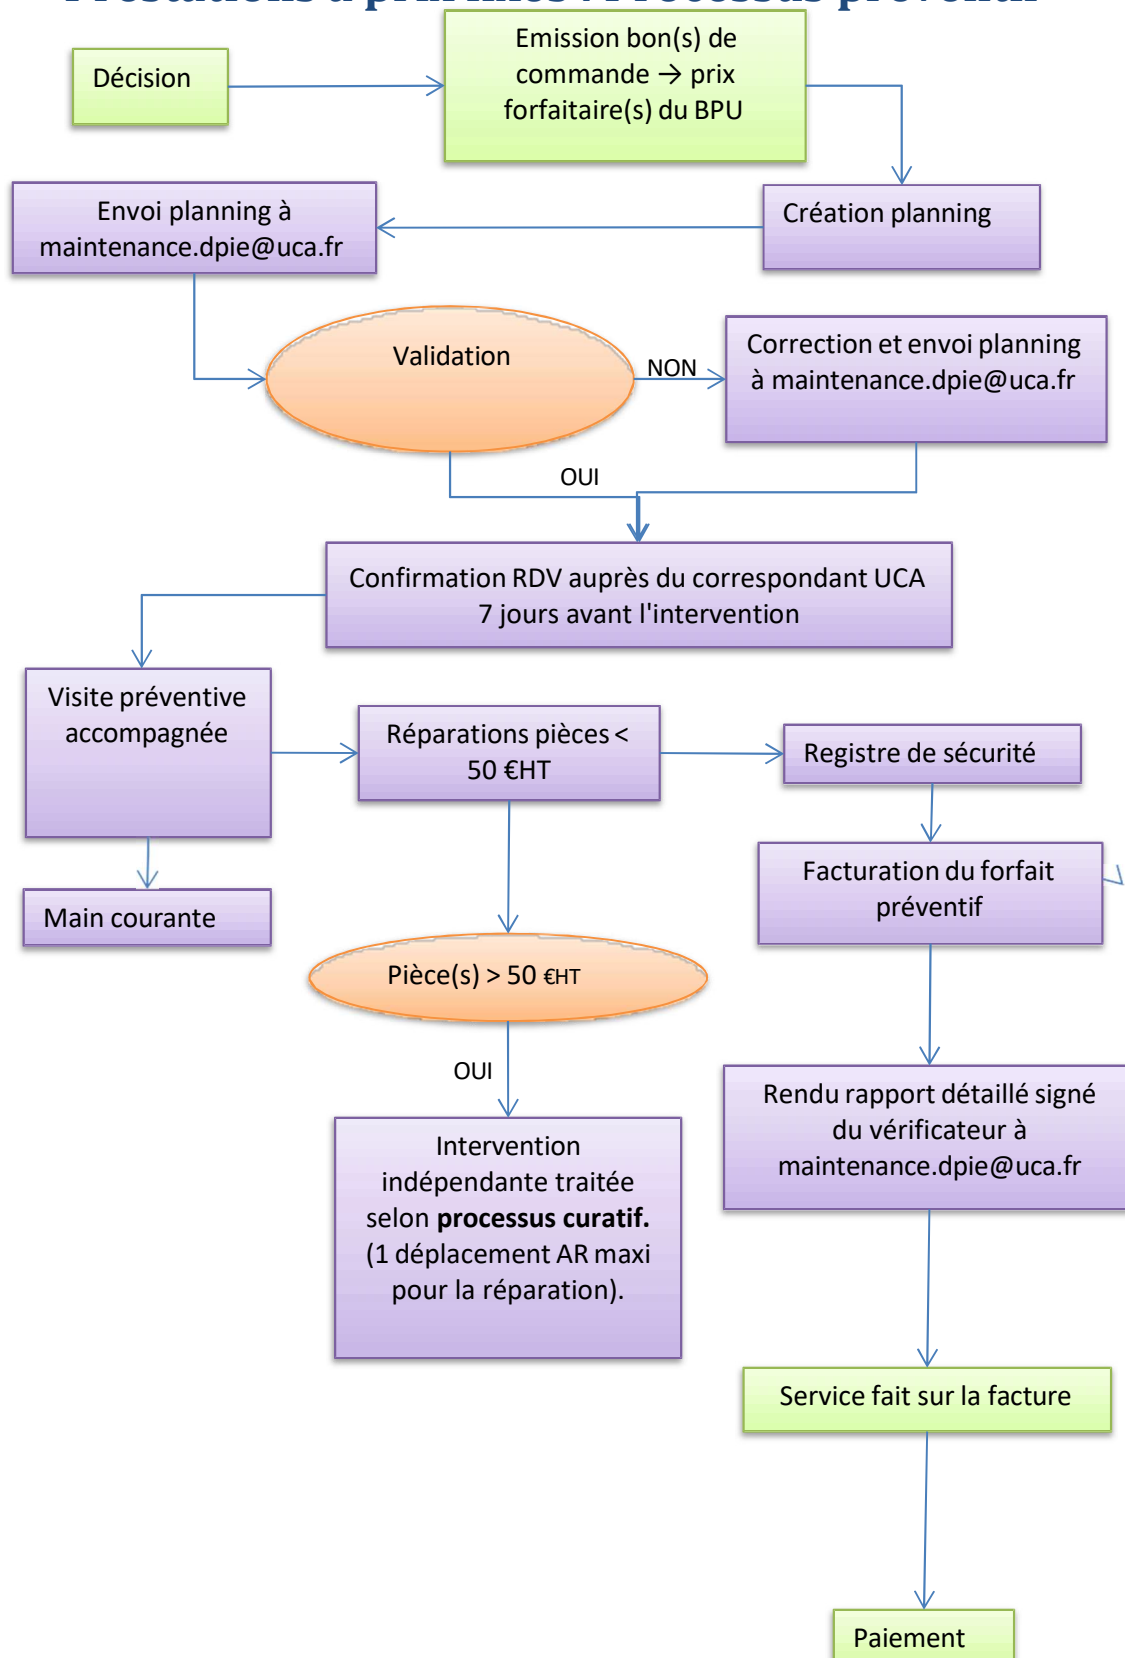 Décision
Emission bon(s) de
commande → prix
forfaitaire(s) du BPU
Envoi planning à
maintenance.dpie@uca.fr
Création planning
Validation
NON
Correction et envoi planning
à maintenance.dpie@uca.fr
OUI
Confirmation RDV auprès du correspondant UCA
7 jours avant l'intervention
Visite préventive
accompagnée
Réparations pièces <
50 €HT
Registre de sécurité
Main courante
Facturation du forfait
préventif
Pièce(s) > 50 €HT
OUI
Rendu rapport détaillé signé
du vérificateur à
maintenance.dpie@uca.fr
Intervention
indépendante traitée
selon processus curatif.
(1 déplacement AR maxi
pour la réparation).
Service fait sur la facture
Paiement